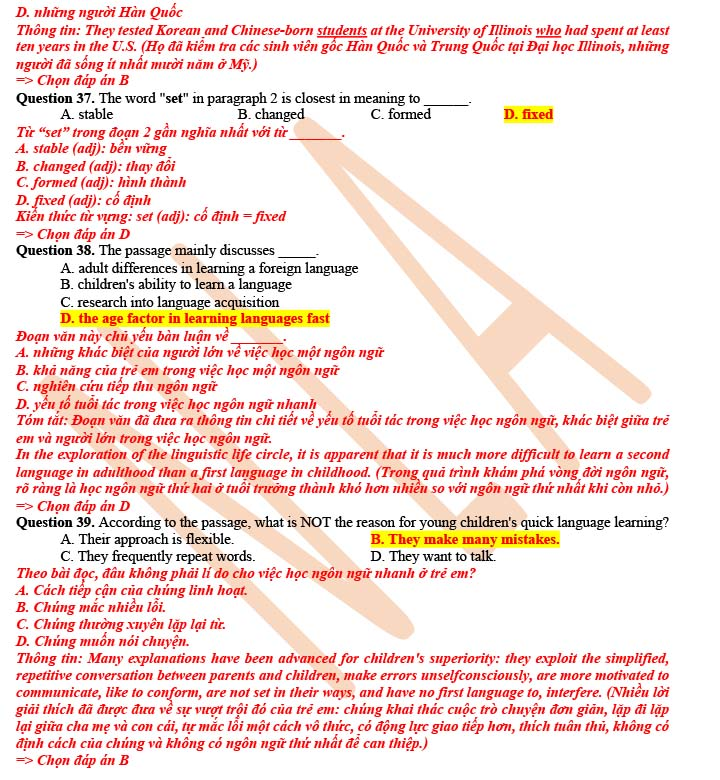 D. những người Hàn Quốc
Thông tin: They tested Korean and Chinese-born students at the University of Illinois who had spent at least
ten years in the U.S. (Họ đã kiểm tra các sinh viên gốc Hàn Quốc và Trung Quốc tại Đại học Illinois, những
người đã sống ít nhất mười năm ở Mỹ.)
=> Chọn đáp án B
Question 37. The word "set" in paragraph 2 is closest in meaning to ______.
A. stable B. changed C. formed D. fixed
Từ “set” trong đoạn 2 gần nghĩa nhất với từ _______.
A. stable (adj): bền vững
B. changed (adj): thay đổi
C. formed (adj): hình thành
D. fixed (adj): cố định
Kiến thức từ vựng: set (adj): cố định = fixed
=> Chọn đáp án D
Question 38. The passage mainly discusses _____.
A. adult differences in learning a foreign language
B. children's ability to learn a language
C. research into language acquisition
D. the age factor in learning languages fast
Đoạn văn này chủ yếu bàn luận về _______.
A. những khác biệt của người lớn về việc học một ngôn ngữ
B. khả năng của trẻ em trong việc học một ngôn ngữ
C. nghiên cứu tiếp thu ngôn ngữ
D. yếu tố tuổi tác trong việc học ngôn ngữ nhanh
Tóm tắt: Đoạn văn đã đưa ra thông tin chi tiết về yếu tố tuổi tác trong việc học ngôn ngữ, khác biệt giữa trẻ
em và người lớn trong việc học ngôn ngữ.
In the exploration of the linguistic life circle, it is apparent that it is much more difficult to learn a second
language in adulthood than a first language in childhood. (Trong quá trình khám phá vòng đời ngôn ngữ,
rõ ràng là học ngôn ngữ thứ hai ở tuổi trưởng thành khó hơn nhiều so với ngôn ngữ thứ nhất khi còn nhỏ.)
=> Chọn đáp án D
Question 39. According to the passage, what is NOT the reason for young children's quick language learning?
A. Their approach is flexible. B. They make many mistakes.
C. They frequently repeat words. D. They want to talk.
Theo bài đọc, đâu không phải lí do cho việc học ngôn ngữ nhanh ở trẻ em?
A. Cách tiếp cận của chúng linh hoạt.
B. Chúng mắc nhiều lỗi.
C. Chúng thường xuyên lặp lại từ.
D. Chúng muốn nói chuyện.
Thông tin: Many explanations have been advanced for children's superiority: they exploit the simplified,
repetitive conversation between parents and children, make errors unselfconsciously, are more motivated to
communicate, like to conform, are not set in their ways, and have no first language to, interfere. (Nhiều lời
giải thích đã được đưa về sự vượt trội đó của trẻ em: chúng khai thác cuộc trò chuyện đơn giản, lặp đi lặp
lại giữa cha mẹ và con cái, tự mắc lỗi một cách vô thức, có động lực giao tiếp hơn, thích tuân thủ, không cố
định cách của chúng và không có ngôn ngữ thứ nhất để can thiệp.)
=> Chọn đáp án B